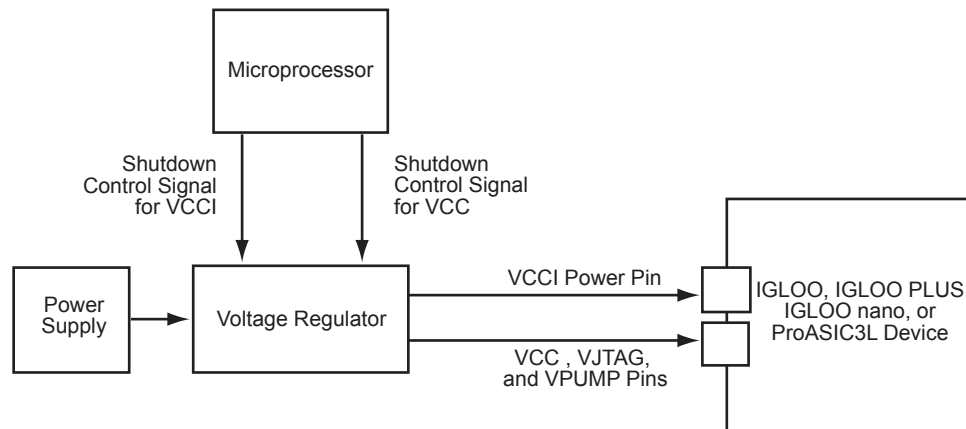 Microprocessor
Shutdown
Control Signal
for VCCI
Shutdown
Control Signal
for VCC
Power
Supply
Voltage Regulator
VCCI Power Pin
VCC , VJTAG,
and VPUMP Pins
IGLOO, IGLOO PLUS
IGLOO nano, or
ProASIC3L Device